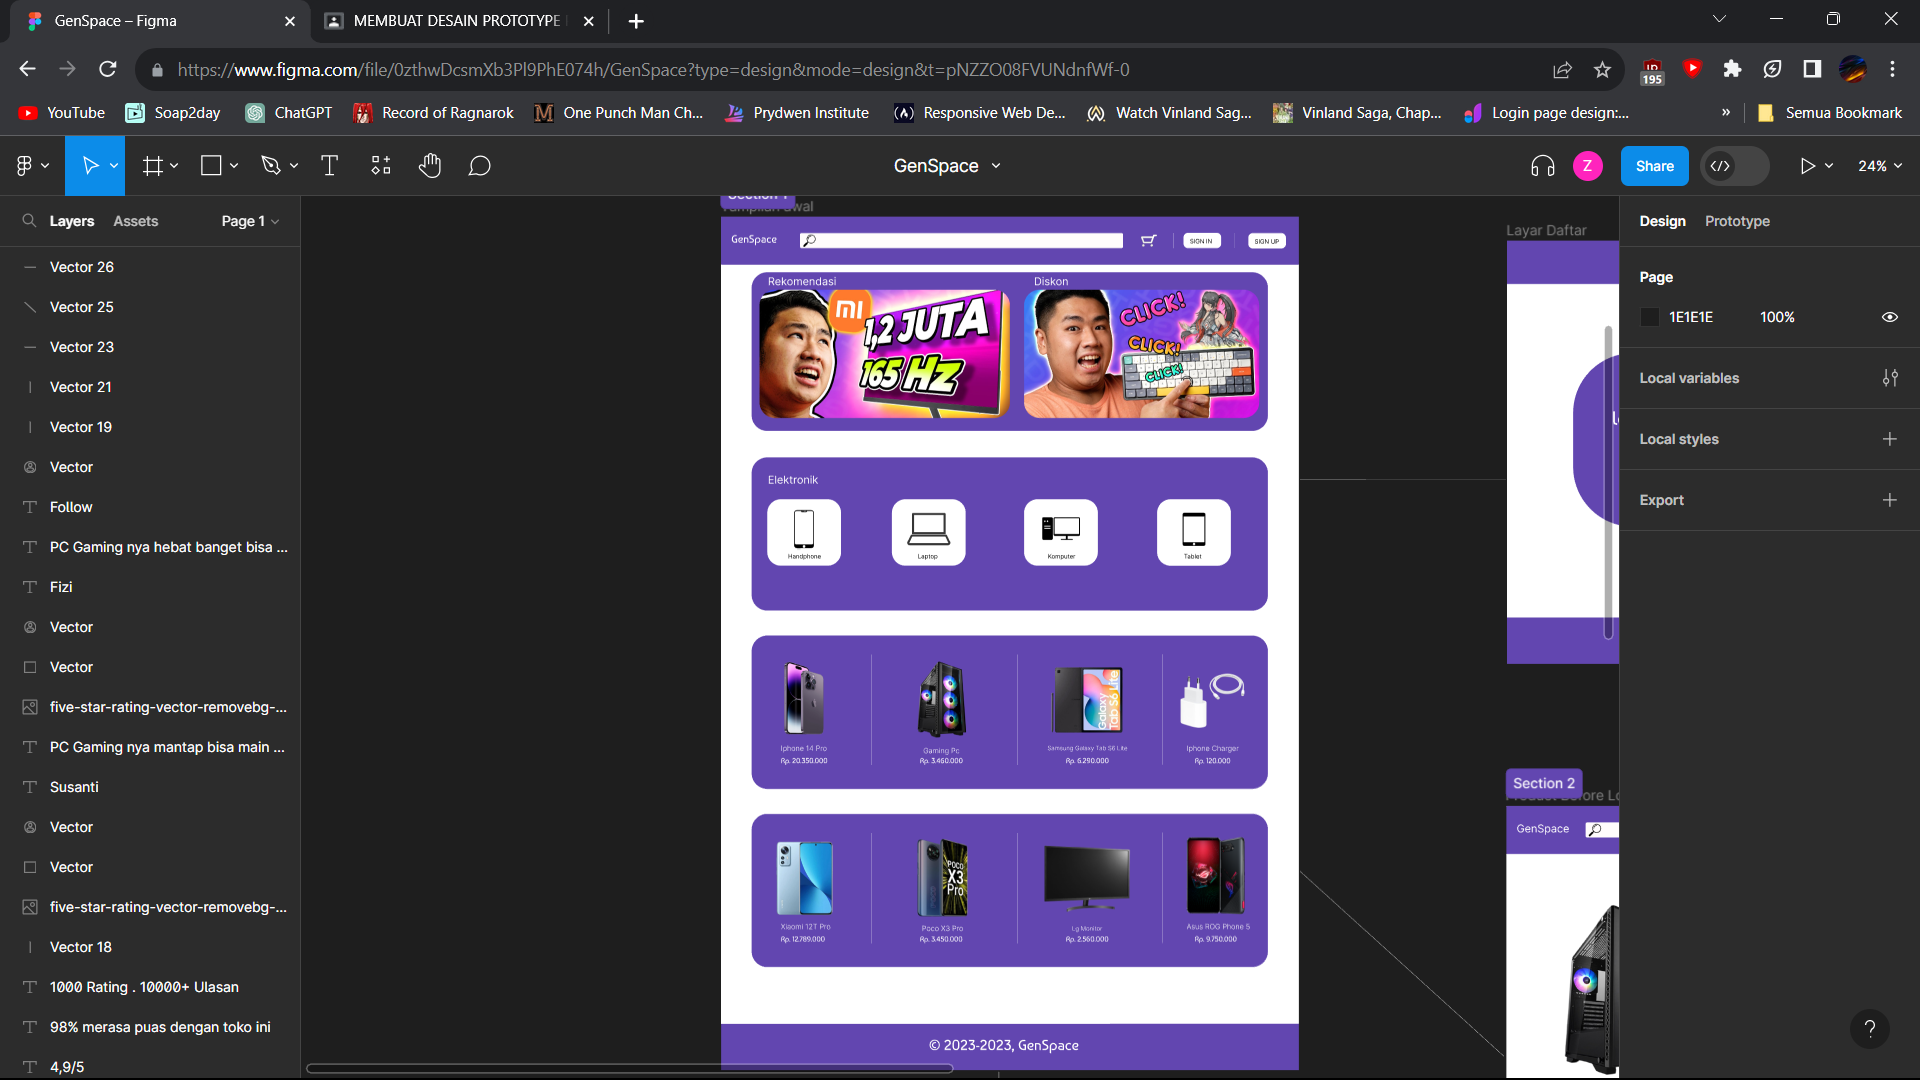 GenSpace – Figma
MEMBUAT DESAIN PROTOTYPE
https://www.figma.com/file/0zthwDcsmXb3Pl9PhE074h/GenSpace?type=design&mode=design&t=pNZZO08FVUNdnfWf-0
195
YouTube
Soap2day
ChatGPT
Record of Ragnarok
One Punch Man Ch...
Prydwen Institute
Responsive Web De...
Watch Vinland Sag...
Vinland Saga, Chap...
Login page design:...
»
Semua Bookmark
GenSpace
Z
Share
24%
Layers
Assets
Page 1
Vector 26
Vector 25
Vector 23
Vector 21
Vector 19
Vector
Follow
PC Gaming nya hebat banget bisa ...
Fizi
Vector
Vector
five-star-rating-vector-removebg-...
PC Gaming nya mantap bisa main ...
Susanti
Vector
Vector
five-star-rating-vector-removebg-...
Vector 18
1000 Rating . 10000+ Ulasan
98% merasa puas dengan toko ini
4,9/5
Section 1
GenSpace
SIGN IN
SIGN UP
Rekomendasi
Diskon
mi
1,2 JUTA
165 Hz
CLICK!
CLICK!
CLICK!
Elektronik
Handphone
Laptop
Komputer
Tablet
Galaxy
Tab S6 Lite
Iphone 14 Pro
Rp. 20.350.000
Gaming Pc
Rp. 3.460.000
Samsung Galaxy Tab S6 Lite
Rp. 6.290.000
Iphone Charger
Rp. 120.000
POCO
X3
Pro
Xiaomi 12T Pro
Rp. 12.789.000
Poco X3 Pro
Rp. 3.450.000
Lg Monitor
Rp. 2.560.000
Asus ROG Phone 5
Rp. 9.750.000
© 2023-2023, GenSpace
Layar Daftar
Section 2
GenSpace
Design
Prototype
Page
1E1E1E
100%
Local variables
Local styles
Export
?